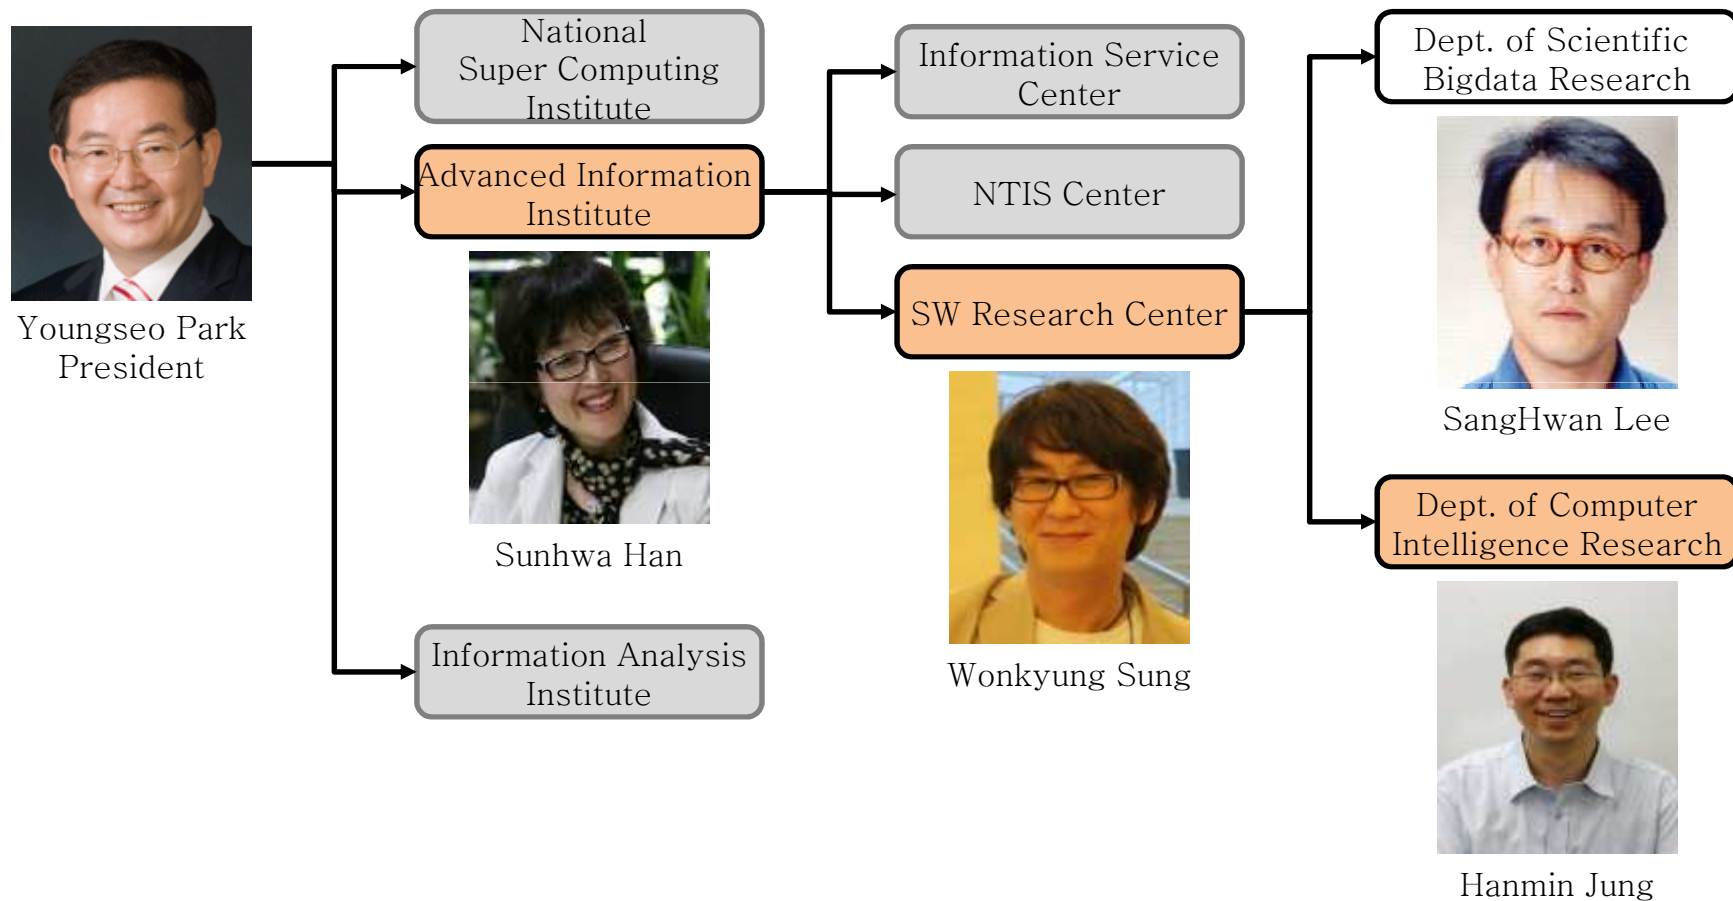 Youngseo Park
President
National
Super Computing
Institute
Advanced Information
Institute
Sunhwa Han
Information Analysis
Institute
Information Service
Center
NTIS Center
SW Research Center
Wonkyung Sung
Dept. of Scientific
Bigdata Research
SangHwan Lee
Dept. of Computer
Intelligence Research
Hanmin Jung